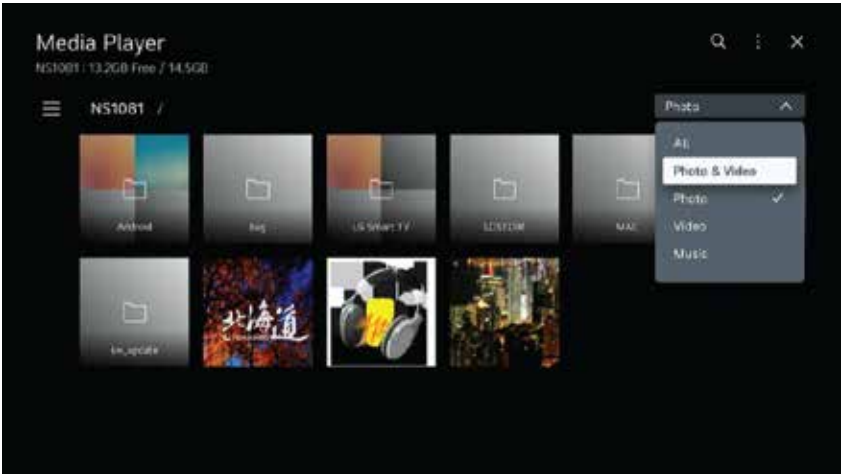 Media Player
NS1081 : 13.2GB Free / 14.5GB
NS1081 /
Photo
All
Photo & Video
Photo
Video
Music
Android
LG Smart TV
MAC
北海道